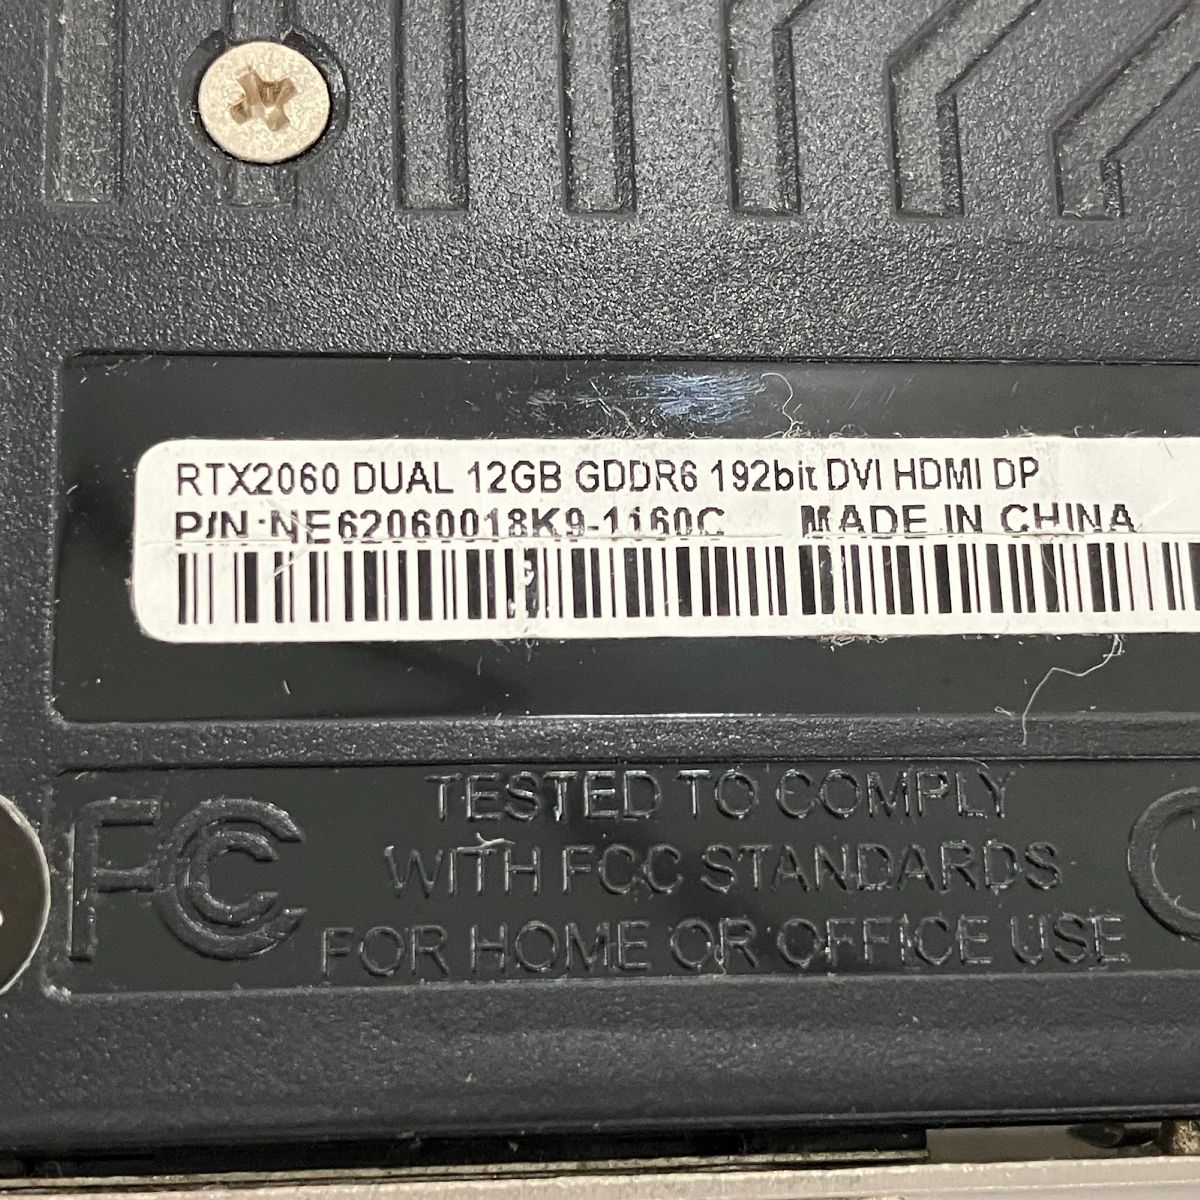 RTX2060 DUAL 12GB GDDR6 192bit DVI HDMI DP
P/N:NE62060018K9-1160C MADE IN CHINA
FC
TESTED TO COMPLY
WITH FCC STANDARDS
FOR HOME OR OFFICE USE